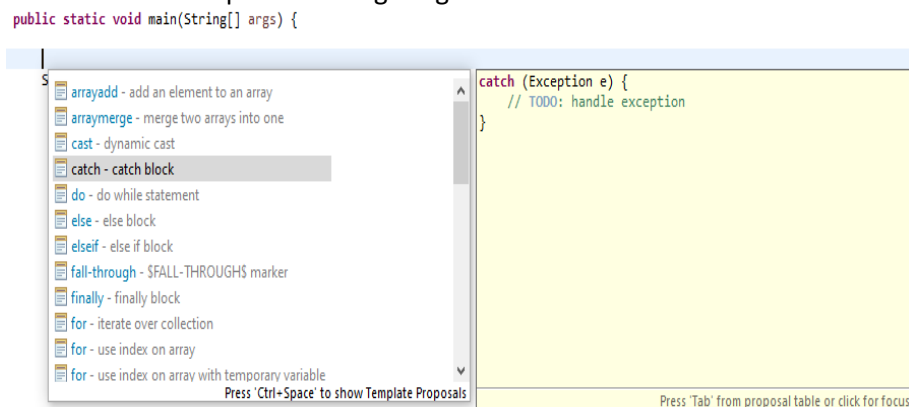 public static void main(String[] args) {
S
arrayadd - add an element to an array
arraymerge - merge two arrays into one
cast - dynamic cast
catch - catch block
do - do while statement
else - else block
elseif - else if block
fall-through - $FALL-THROUGH$ marker
finally - finally block
for - iterate over collection
for - use index on array
for - use index on array with temporary variable
Press 'Ctrl+Space' to show Template Proposals
catch (Exception e) {
// TODO: handle exception
}
Press 'Tab' from proposal table or click for focus